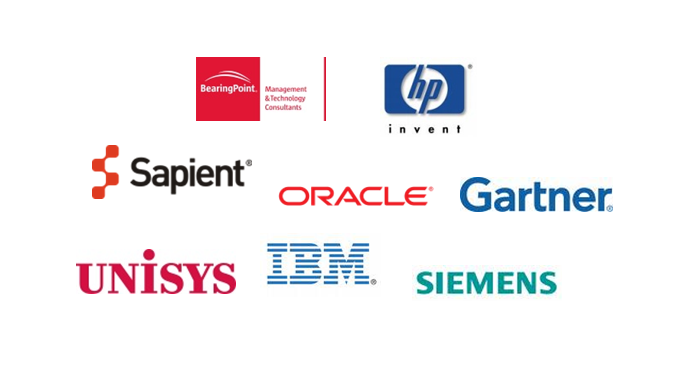 BearingPoint®
Management
& Technology
Consultants
hp®
invent
Sapient®
ORACLE®
Gartner®
UNISYS
IBM®
SIEMENS